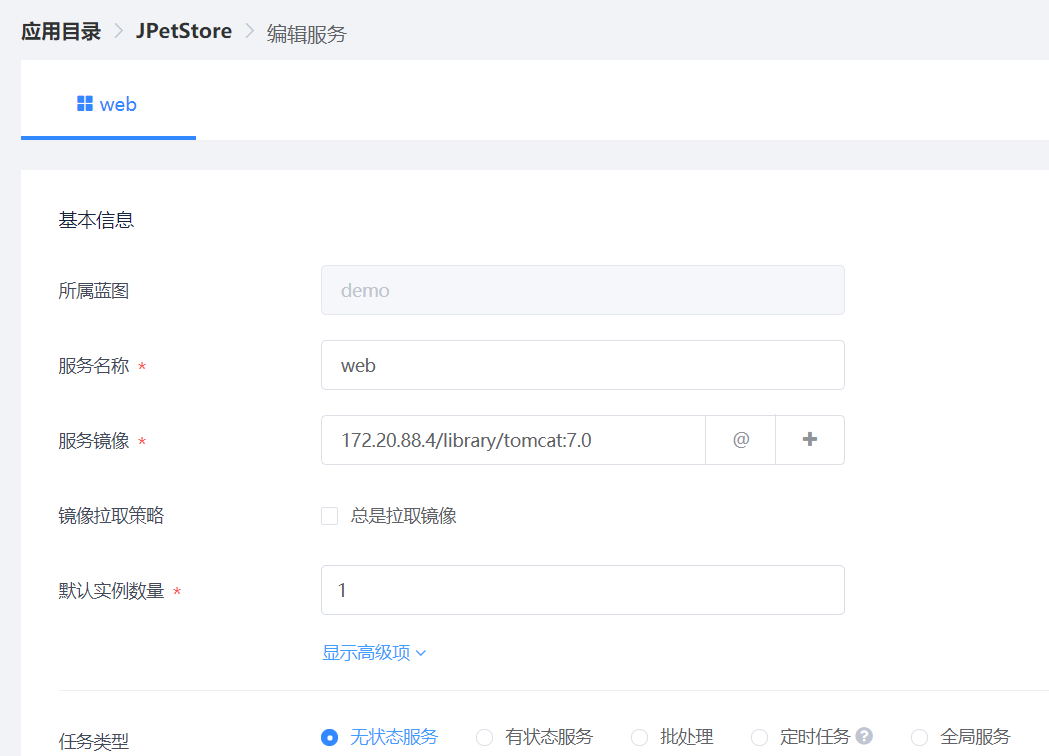 应用目录 > JPetStore > 编辑服务
web
基本信息
所属蓝图 demo
服务名称 * web
服务镜像 * 172.20.88.4/library/tomcat:7.0 @ +
镜像拉取策略 总是拉取镜像
默认实例数量 * 1
显示高级项
任务类型 无状态服务 有状态服务 批处理 定时任务 ? 全局服务